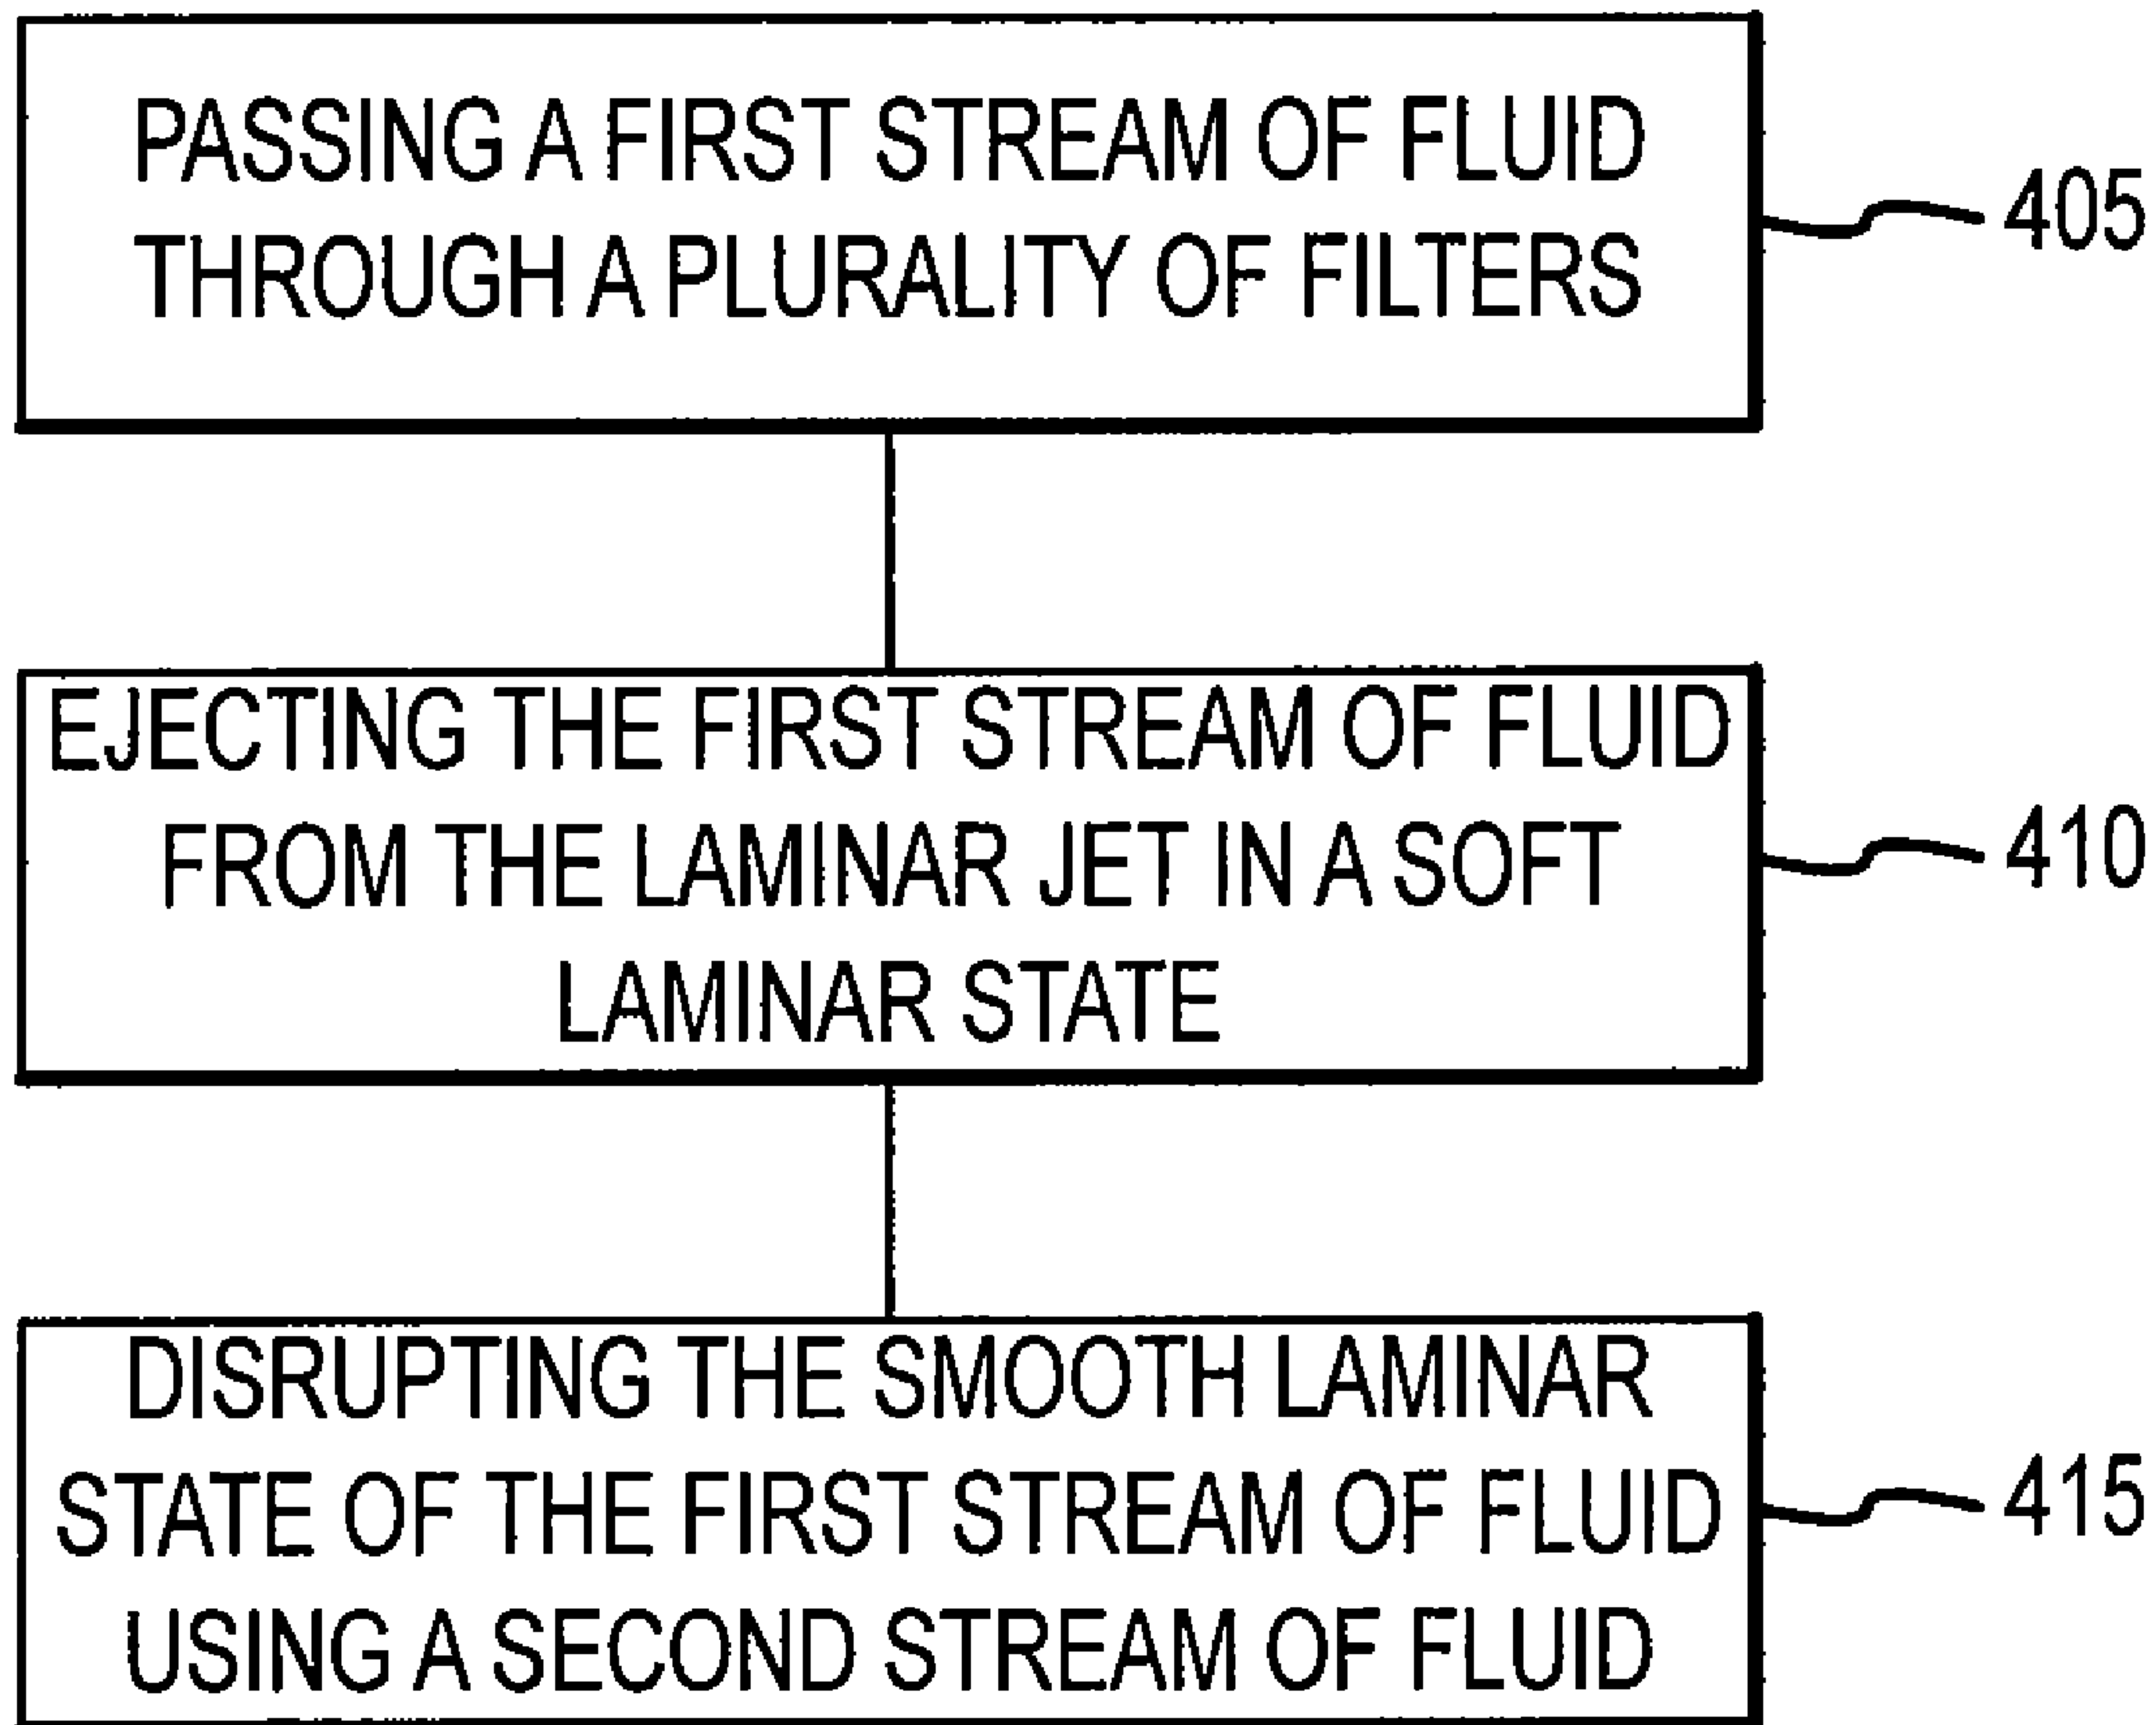 PASSING A FIRST STREAM OF FLUID
THROUGH A PLURALITY OF FILTERS
405
EJECTING THE FIRST STREAM OF FLUID
FROM THE LAMINAR JET IN A SOFT
LAMINAR STATE
410
DISRUPTING THE SMOOTH LAMINAR
STATE OF THE FIRST STREAM OF FLUID
USING A SECOND STREAM OF FLUID
415